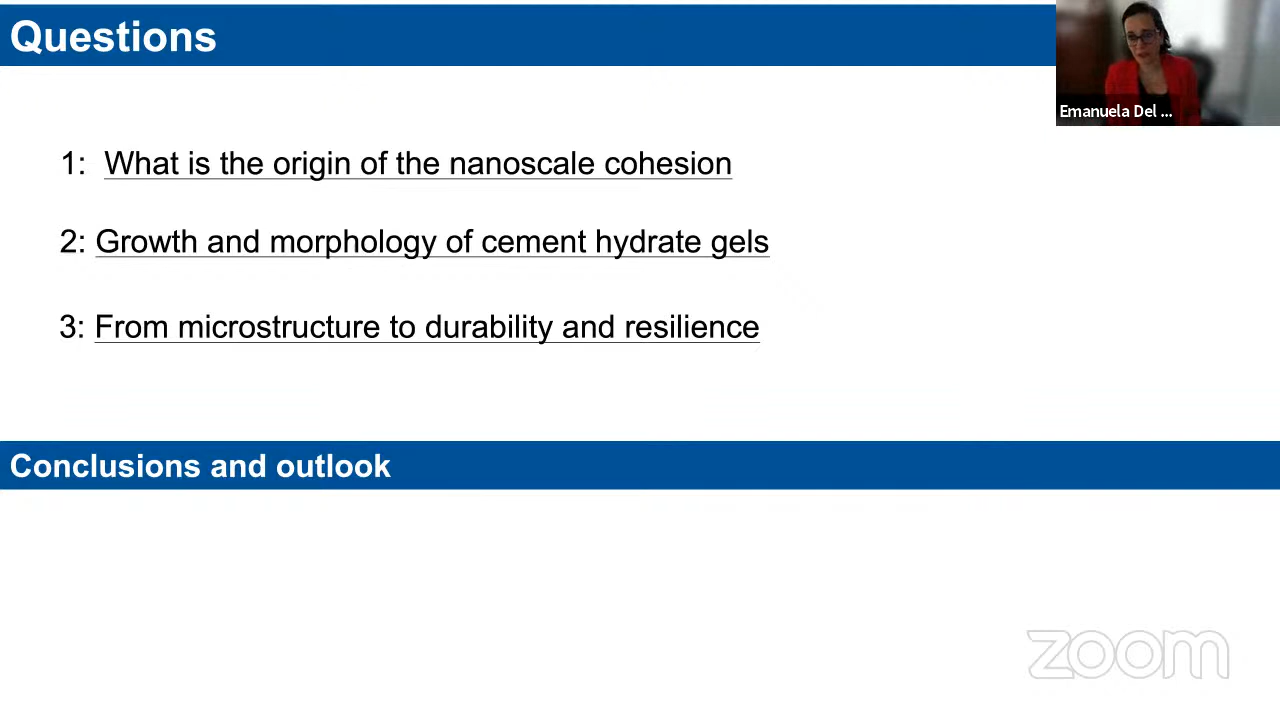 Questions
Emanuela Del ...
1: What is the origin of the nanoscale cohesion
2: Growth and morphology of cement hydrate gels
3: From microstructure to durability and resilience
Conclusions and outlook
zoom